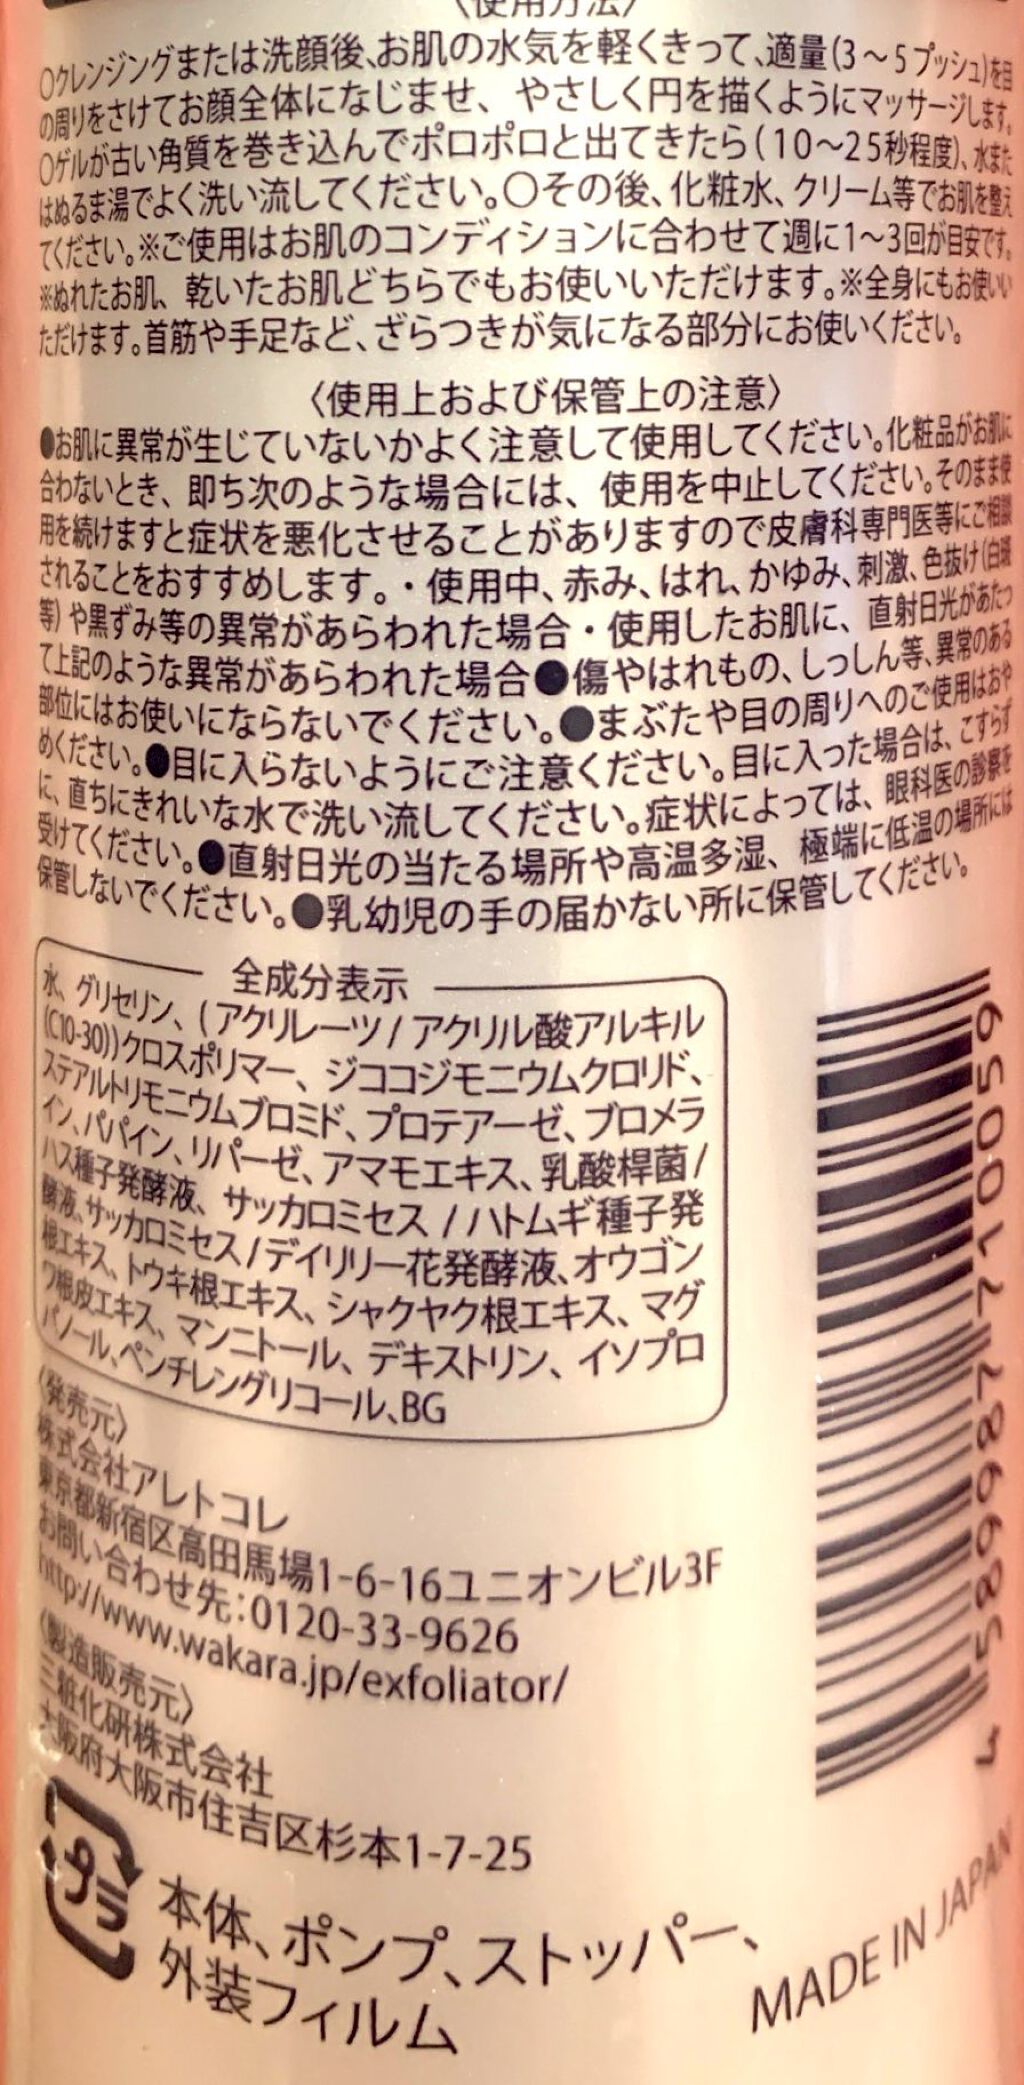 〈使用方法〉
○クレンジングまたは洗顔後、お肌の水気を軽くきって、適量(3〜5プッシュ)を目
の周りをさけてお顔全体になじませ、やさしく円を描くようにマッサージします。
○ゲルが古い角質を巻き込んでポロポロと出てきたら(10〜25秒程度)、水また
はぬるま湯でよく洗い流してください。○その後、化粧水、クリーム等でお肌を整え
てください。※ご使用はお肌のコンディションに合わせて週に1〜3回が目安です。
※ぬれたお肌、乾いたお肌どちらでもお使いいただけます。※全身にもお使いい
ただけます。首筋や手足など、ざらつきが気になる部分にお使いください。
〈使用上および保管上の注意〉
●お肌に異常が生じていないかよく注意して使用してください。化粧品がお肌に
合わないとき、即ち次のような場合には、使用を中止してください。そのまま使
用を続けますと症状を悪化させることがありますので皮膚科専門医等にご相談
されることをおすすめします。・使用中、赤み、はれ、かゆみ、刺激、色抜け(白斑
等)や黒ずみ等の異常があらわれた場合・使用したお肌に、直射日光があたっ
て上記のような異常があらわれた場合●傷やはれもの、しっしん等、異常のある
部位にはお使いにならないでください。●まぶたや目の周りへのご使用はおや
めください。●目に入らないようにご注意ください。目に入った場合は、こすらず
に、直ちにきれいな水で洗い流してください。症状によっては、眼科医の診察を
受けてください。●直射日光の当たる場所や高温多湿、極端に低温の場所には
保管しないでください。●乳幼児の手の届かない所に保管してください。
全成分表示
水、グリセリン、(アクリレーツ/アクリル酸アルキル
(C10-30))クロスポリマー、ジココジモニウムクロリド、
ステアルトリモニウムブロミド、プロテアーゼ、ブロメラ
イン、パパイン、リパーゼ、アマモエキス、乳酸桿菌/
ハス種子発酵液、サッカロミセス/ハトムギ種子発
酵液、サッカロミセス/デイリリー花発酵液、オウゴン
根エキス、トウキ根エキス、シャクヤク根エキス、マグ
ワ根皮エキス、マンニトール、デキストリン、イソプロ
パノール、ペンチレングリコール、BG
〈発売元〉
株式会社アレトコレ
東京都新宿区高田馬場1-6-16ユニオンビル3F
お問い合わせ先:0120-33-9626
http://www.wakara.jp/exfoliator/
〈製造販売元〉
三粧化研株式会社
大阪府大阪市住吉区杉本1-7-25
プラ
本体、ポンプ、ストッパー、
外装フィルム
MADE IN JAPAN
4 589687 710059